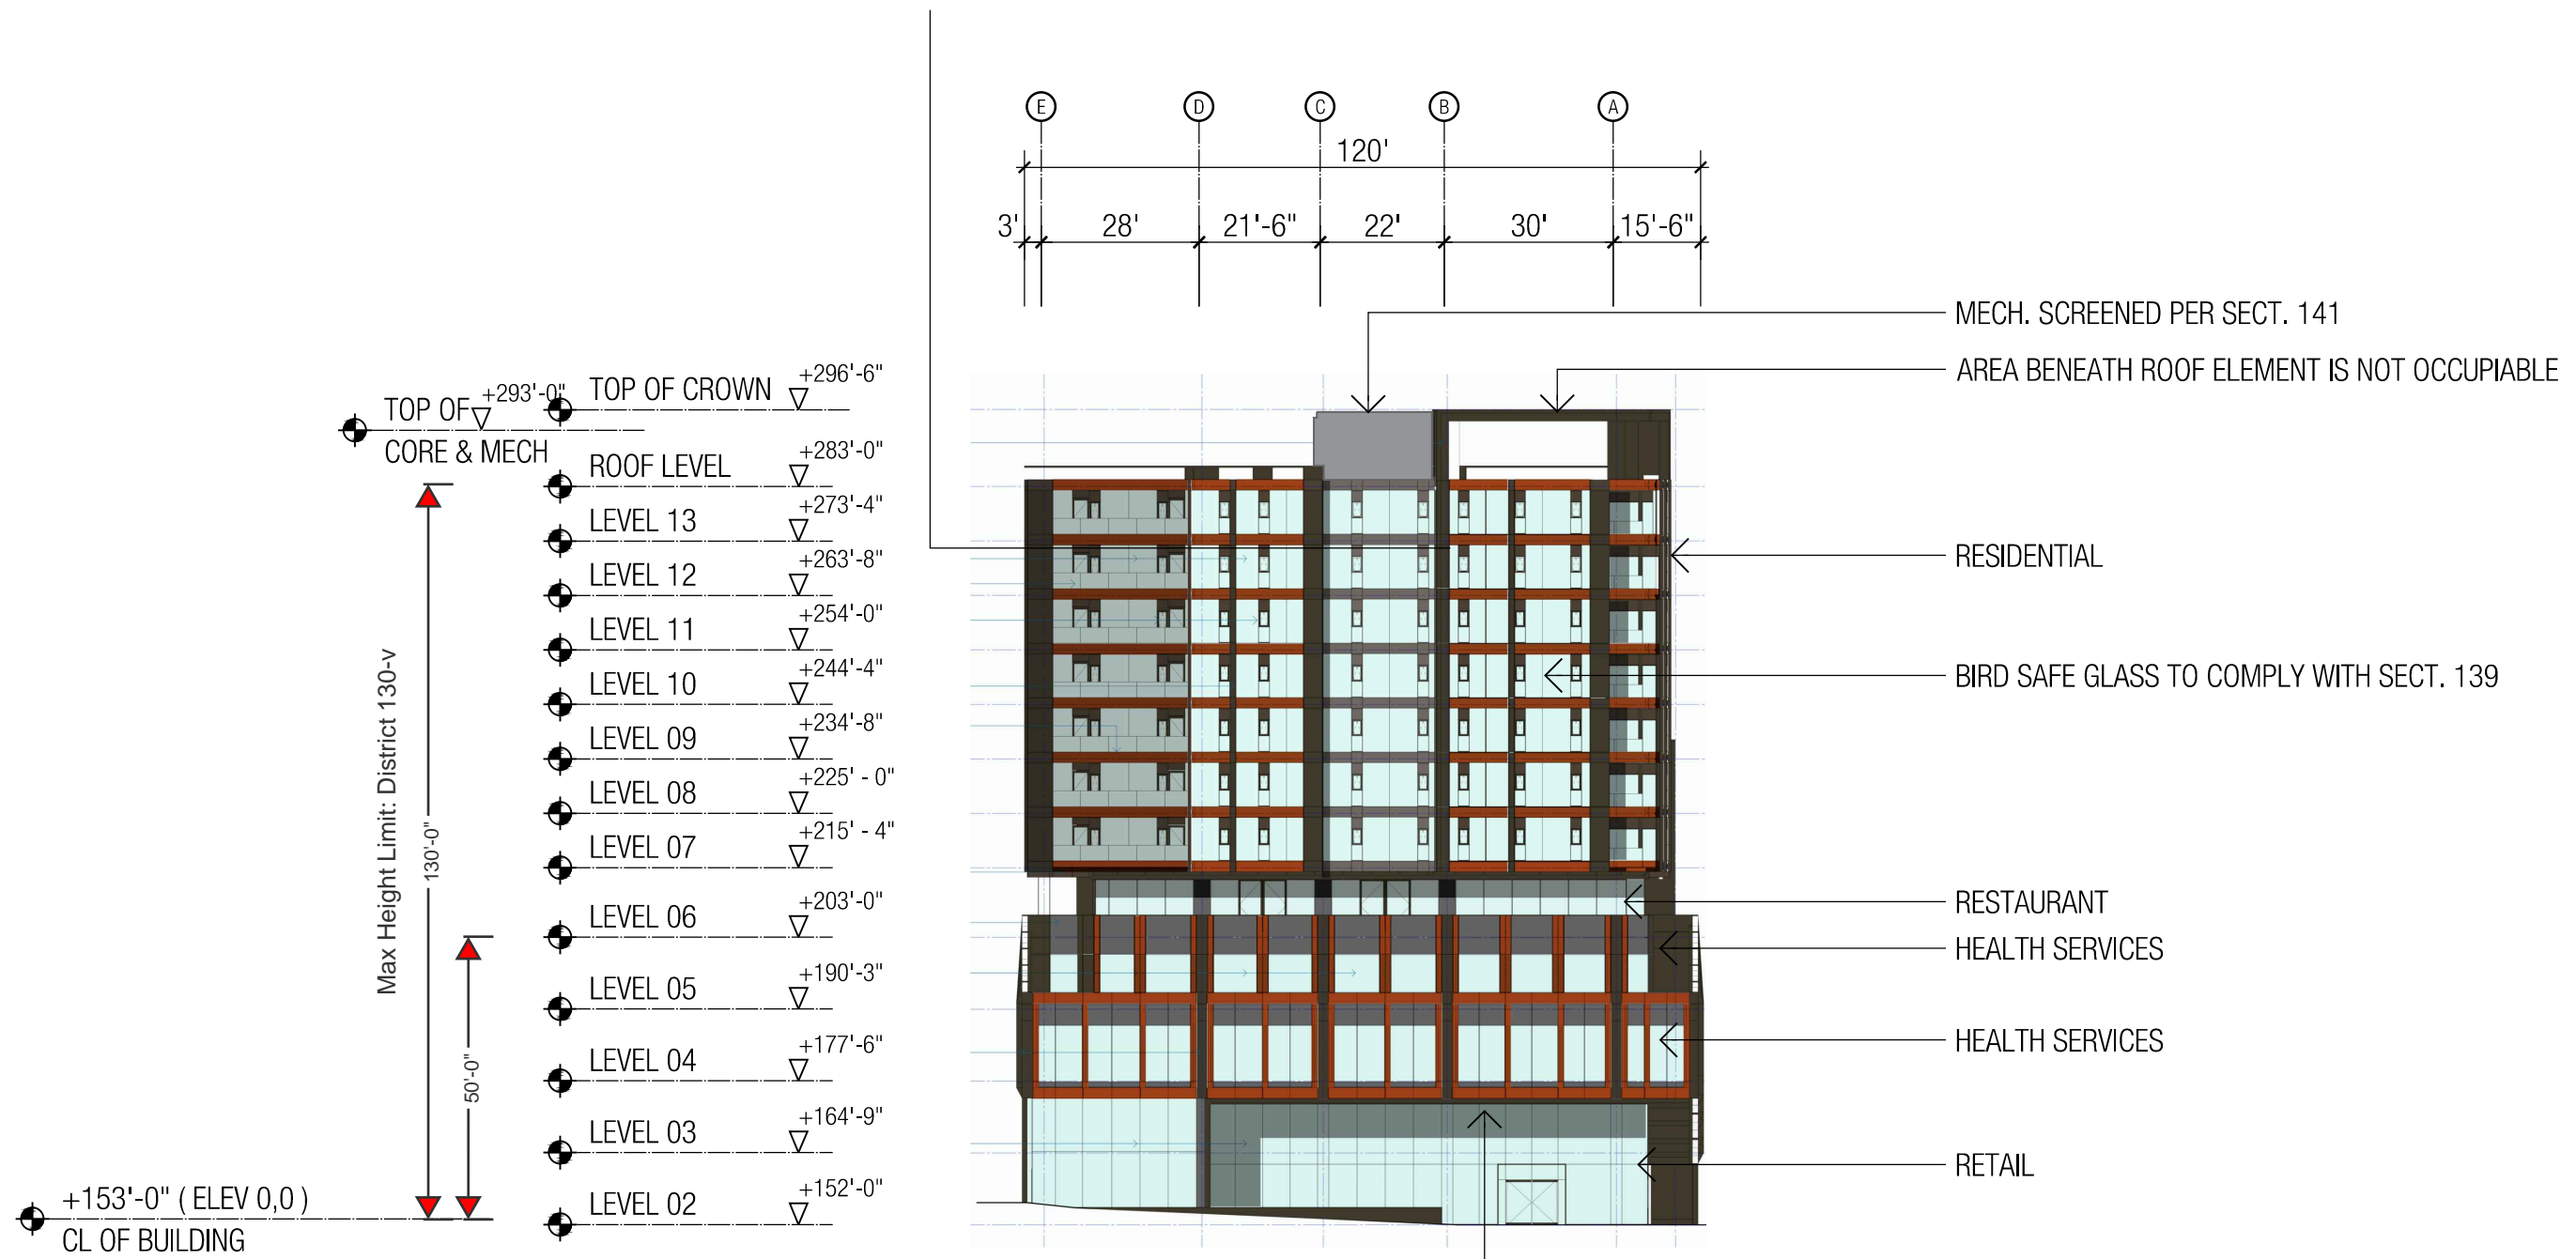 E D C B A
120'
3' 28' 21'-6" 22' 30' 15'-6"
MECH. SCREENED PER SECT. 141
AREA BENEATH ROOF ELEMENT IS NOT OCCUPIABLE
RESIDENTIAL
BIRD SAFE GLASS TO COMPLY WITH SECT. 139
RESTAURANT
HEALTH SERVICES
HEALTH SERVICES
RETAIL
TOP OF CROWN +296'-6"
TOP OF +293'-0"
CORE & MECH
ROOF LEVEL +283'-0"
LEVEL 13 +273'-4"
LEVEL 12 +263'-8"
LEVEL 11 +254'-0"
LEVEL 10 +244'-4"
LEVEL 09 +234'-8"
LEVEL 08 +225' - 0"
LEVEL 07 +215' - 4"
LEVEL 06 +203'-0"
LEVEL 05 +190'-3"
LEVEL 04 +177'-6"
LEVEL 03 +164'-9"
LEVEL 02 +152'-0"
Max Height Limit: District 130-v
130'-0"
50'-0"
+153'-0" ( ELEV 0,0 )
CL OF BUILDING